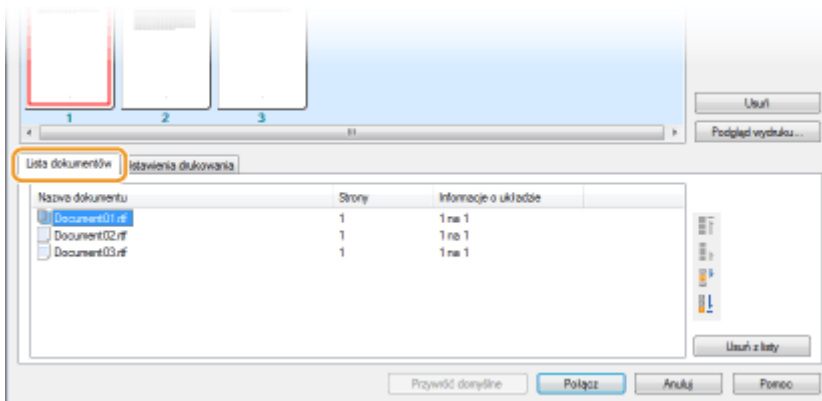 1 2 3
Usuń
Podgląd wydruku...
Lista dokumentów stawienia drukowania
Nazwa dokumentu Strony Informacje o układzie
Document01.rtf 1 1 na 1
Document02.rtf 1 1 na 1
Document03.rtf 1 1 na 1
Usuń z listy
Przywróć domyślne Połącz Anuluj Pomoc